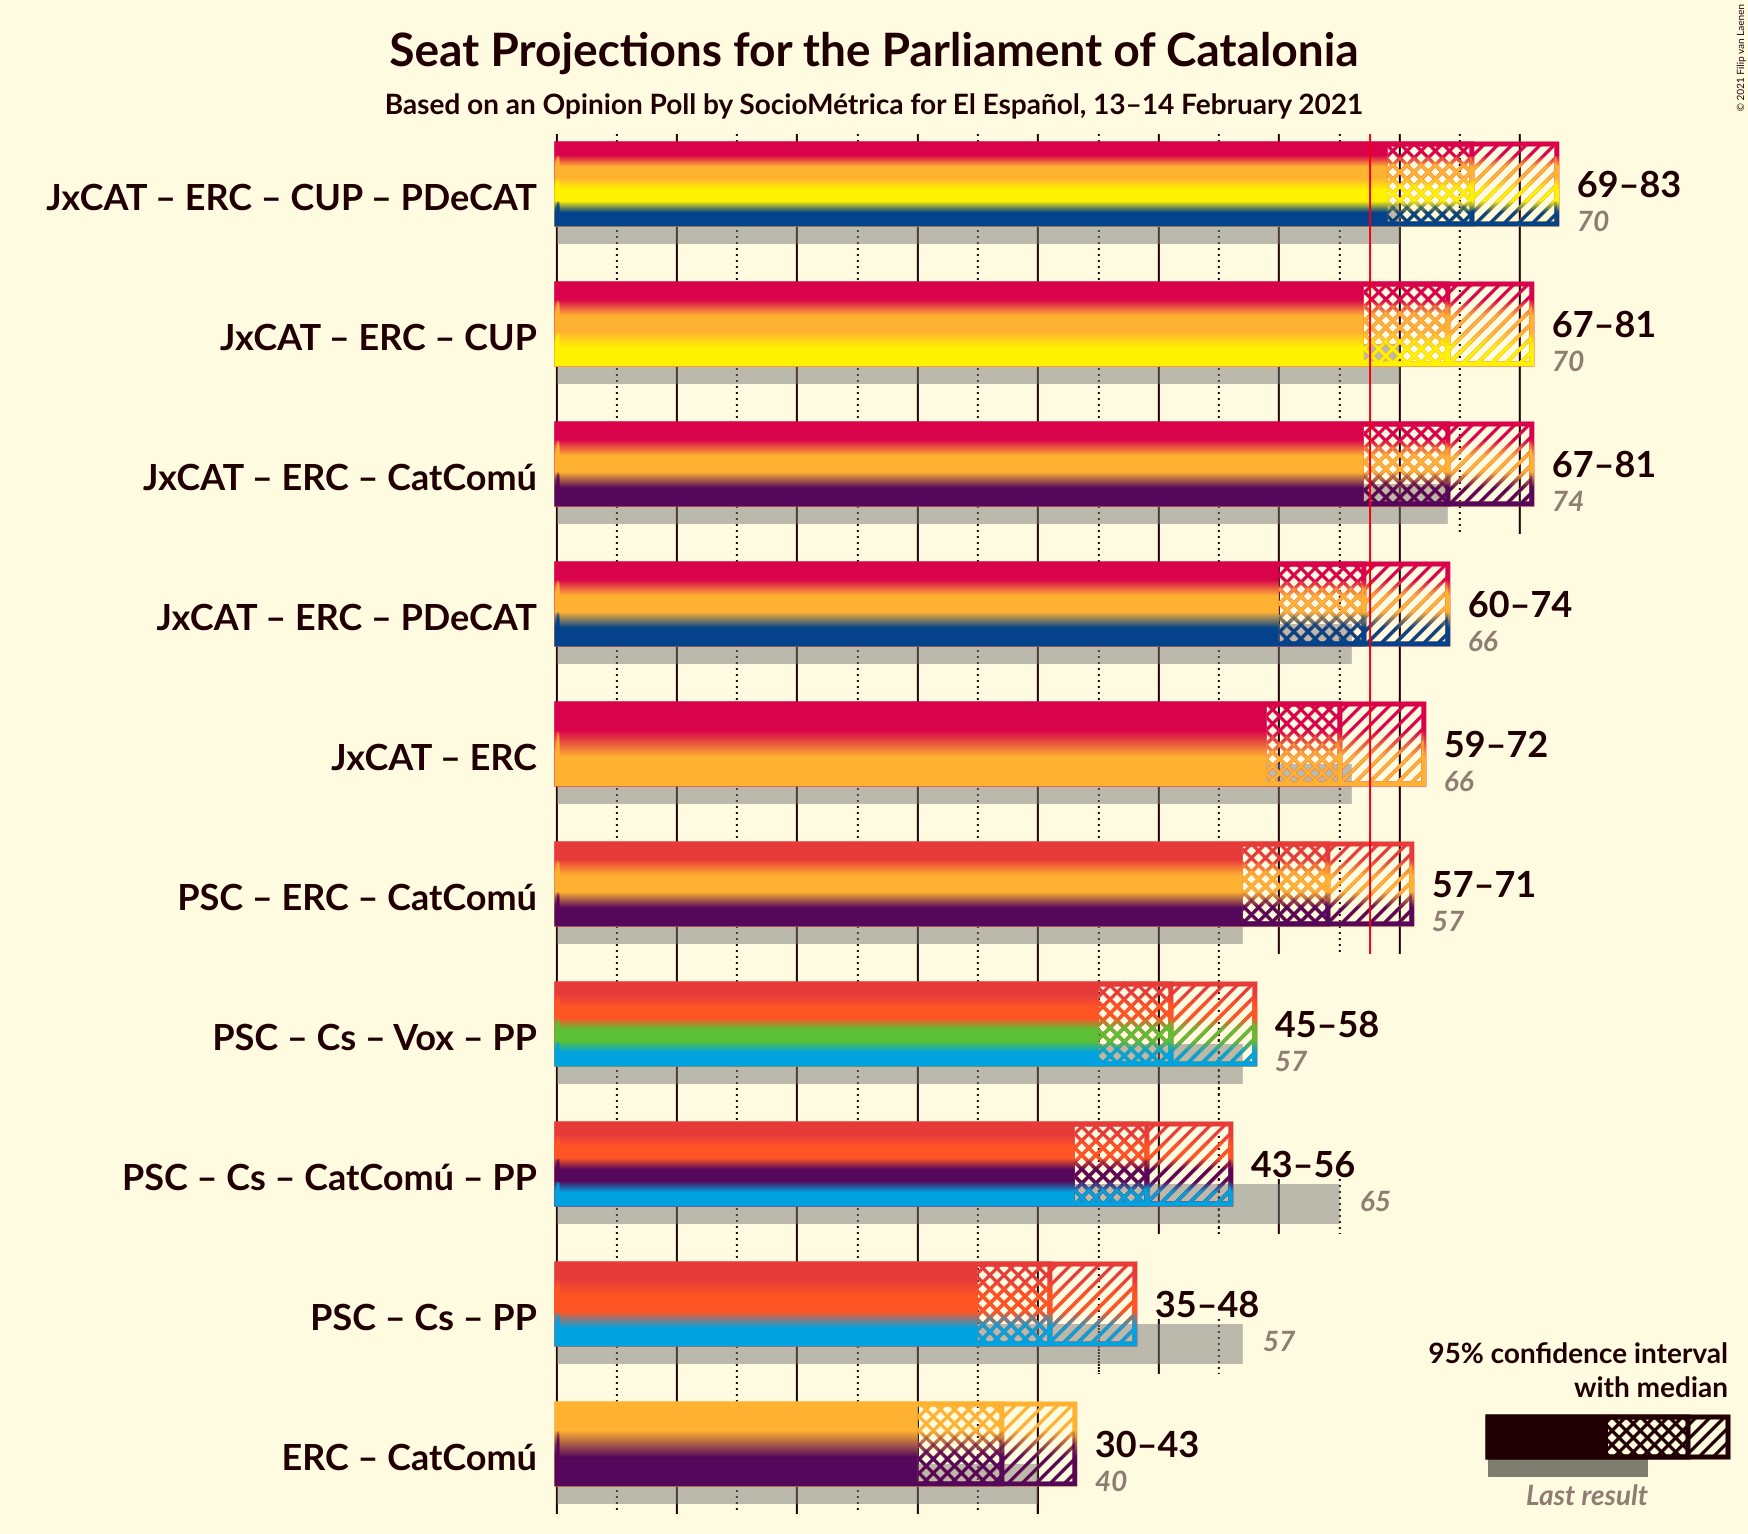 Seat Projections for the Parliament of Catalonia
Based on an Opinion Poll by SocioMétrica for El Español, 13–14 February 2021
© 2021 Filip van Laenen
JxCAT – ERC – CUP – PDeCAT
69–83
70
JxCAT – ERC – CUP
67–81
70
JxCAT – ERC – CatComú
67–81
74
JxCAT – ERC – PDeCAT
60–74
66
JxCAT – ERC
59–72
66
PSC – ERC – CatComú
57–71
57
PSC – Cs – Vox – PP
45–58
57
PSC – Cs – CatComú – PP
43–56
65
PSC – Cs – PP
35–48
57
ERC – CatComú
30–43
40
95% confidence interval
with median
Last result